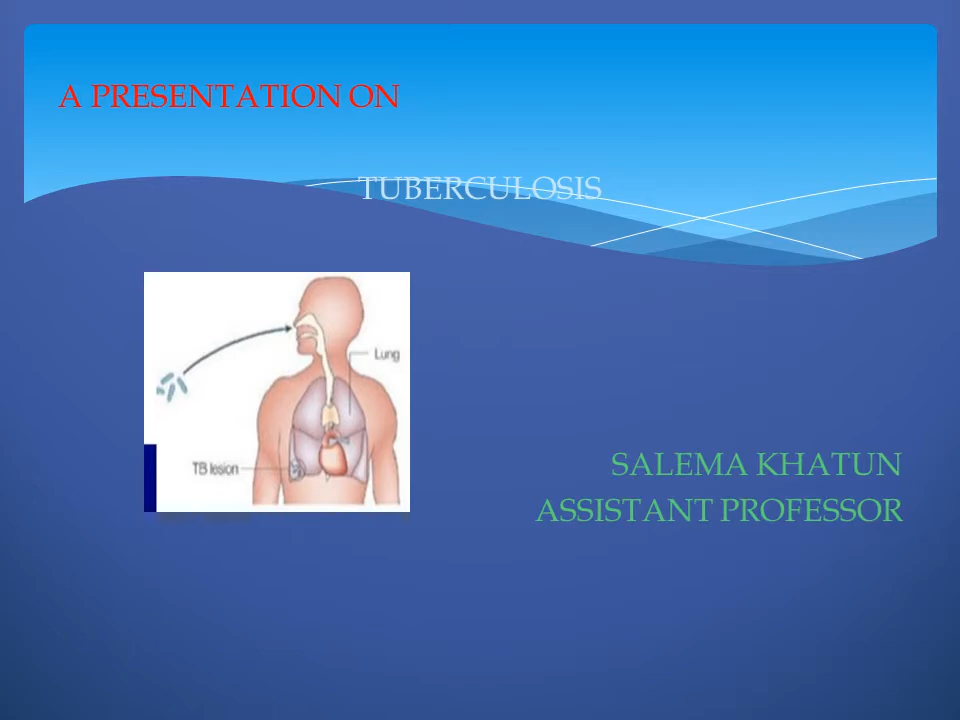 A PRESENTATION ON
TUBERCULOSIS
Lung
TB lesion
SALEMA KHATUN
ASSISTANT PROFESSOR